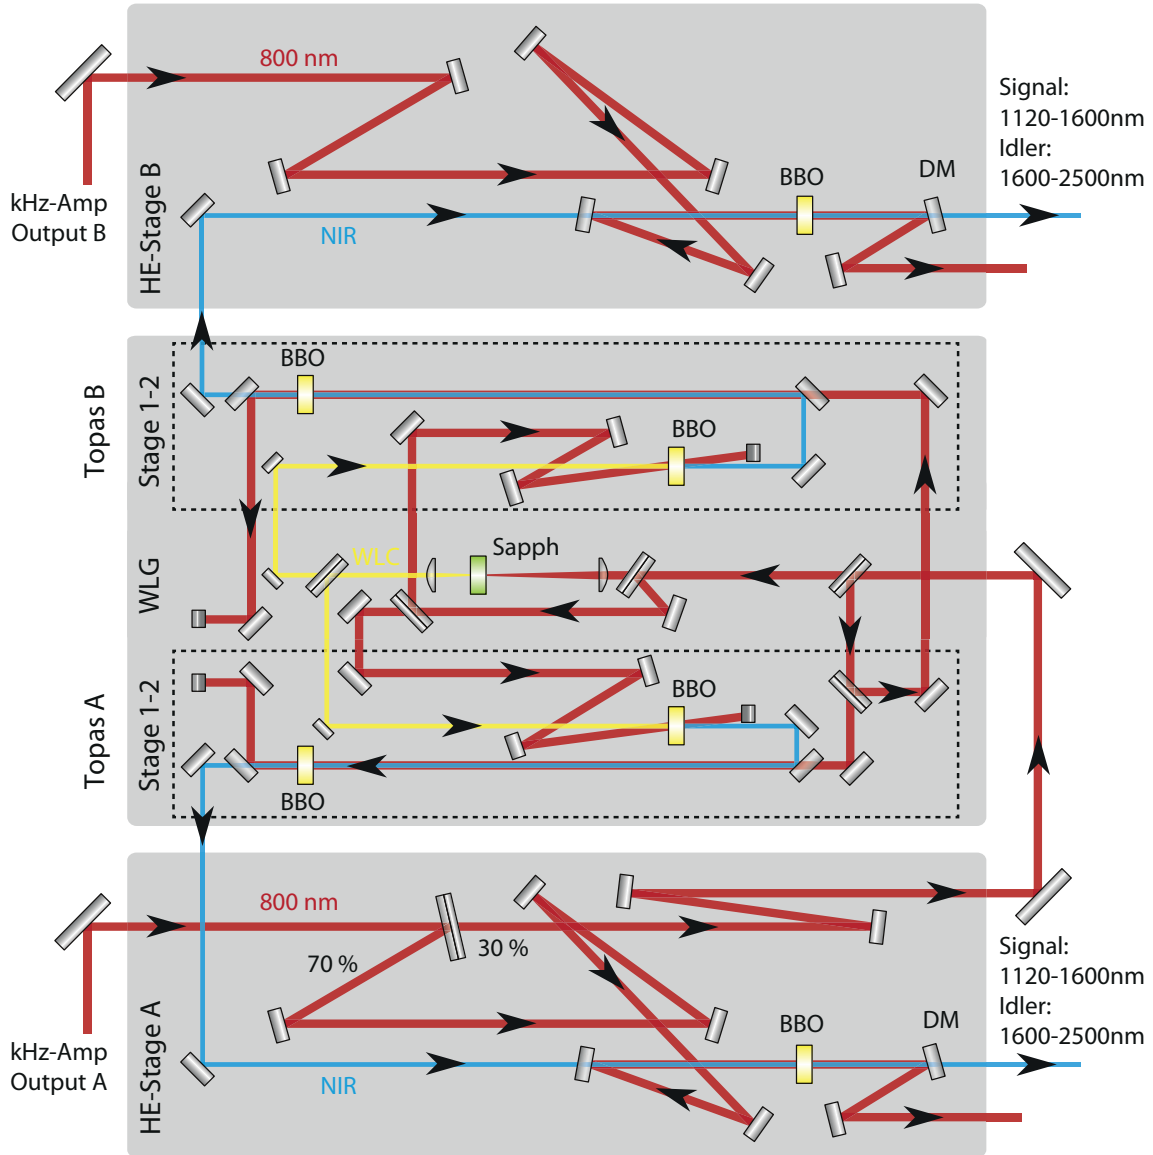 800 nm
Signal:
1120-1600nm
Idler:
1600-2500nm
BBO
DM
kHz-Amp
Output B
HE-Stage B
NIR
BBO
Topas B
Stage 1-2
BBO
WLG
WLC
Sapph
Topas A
Stage 1-2
BBO
BBO
800 nm
70 %
30 %
Signal:
1120-1600nm
Idler:
1600-2500nm
BBO
DM
kHz-Amp
Output A
HE-Stage A
NIR